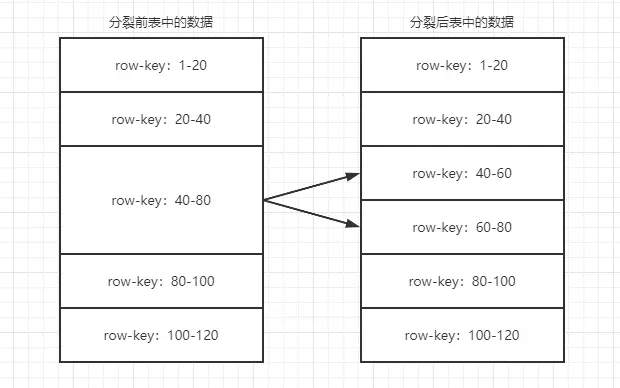 分裂前表中的数据
row-key：1-20
row-key：20-40
row-key：40-80
row-key：80-100
row-key：100-120
分裂后表中的数据
row-key：1-20
row-key：20-40
row-key：40-60
row-key：60-80
row-key：80-100
row-key：100-120